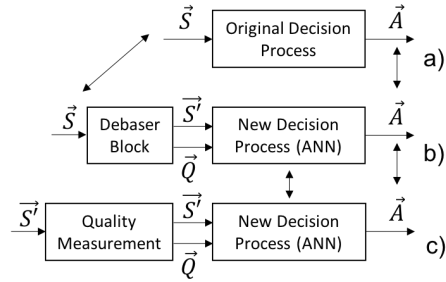 S⃗ Original Decision Process A⃗ a)
S⃗ Debaser Block S'⃗ Q⃗ New Decision Process (ANN) A⃗ b)
S'⃗ Quality Measurement S'⃗ Q⃗ New Decision Process (ANN) A⃗ c)